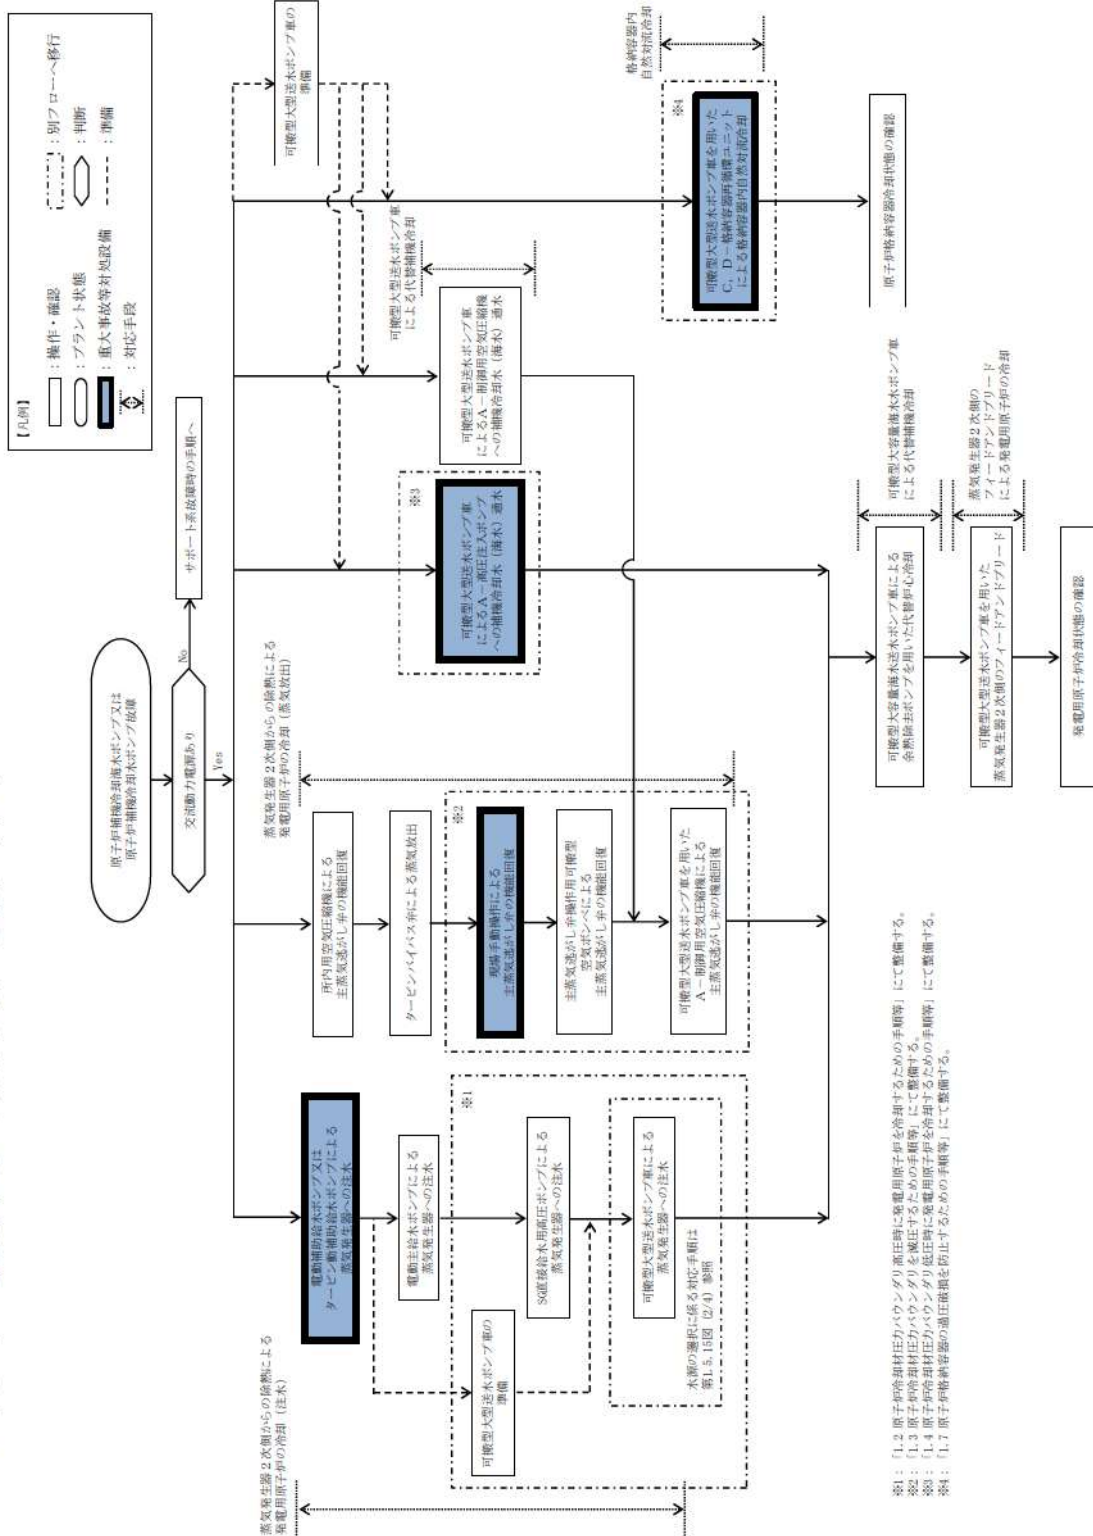 【凡例】
：操作・確認
：プラント状態
：重大事故等対処設備
：対応手段
：別フローへ移行
：判断
：準備
原子炉補機冷却海水ポンプ又は
原子炉補機冷却水ポンプ故障
交流動力電源あり
No
サポート系故障時の手順へ
Yes
蒸気発生器２次側からの除熱による
発電用原子炉の冷却（注水）
電動補助給水ポンプ又は
タービン動補助給水ポンプによる
蒸気発生器への注水
電動主給水ポンプによる
蒸気発生器への注水
※1
可搬型大型送水ポンプ車の
準備
SG直接給水用高圧ポンプによる
蒸気発生器への注水
可搬型大型送水ポンプ車による
蒸気発生器への注水
水源の選択に係る対応手順は
第1.5.15図（2/4）参照
蒸気発生器２次側からの除熱による
発電用原子炉の冷却（蒸気放出）
所内用空気圧縮機による
主蒸気逃がし弁の機能回復
タービンバイパス弁による蒸気放出
※2
現場手動操作による
主蒸気逃がし弁の機能回復
主蒸気逃がし弁操作用可搬型
空気ボンベによる
主蒸気逃がし弁の機能回復
可搬型大型送水ポンプ車を用いた
Ａ－制御用空気圧縮機による
主蒸気逃がし弁の機能回復
※3
可搬型大型送水ポンプ車
によるＡ－高圧注入ポンプ
への補機冷却水（海水）通水
可搬型大型送水ポンプ車
による代替補機冷却
可搬型大型送水ポンプ車
によるＡ－制御用空気圧縮機
への補機冷却水（海水）通水
可搬型大型送水ポンプ車の
準備
格納容器内
自然対流冷却
※4
可搬型大型送水ポンプ車を用いた
Ｃ，Ｄ－格納容器再循環ユニット
による格納容器内自然対流冷却
原子炉格納容器冷却状態の確認
可搬型大容量海水送水ポンプ車による
余熱除去ポンプを用いた代替炉心冷却
可搬型大容量海水送水ポンプ車
による代替補機冷却
可搬型大型送水ポンプ車を用いた
蒸気発生器２次側のフィードアンドブリード
蒸気発生器２次側の
フィードアンドブリード
による発電用原子炉の冷却
発電用原子炉冷却状態の確認
※1：「1.2 原子炉冷却材圧力バウンダリ高圧時に発電用原子炉を冷却するための手順等」にて整備する。
※2：「1.3 原子炉冷却材圧力バウンダリを減圧するための手順等」にて整備する。
※3：「1.4 原子炉冷却材圧力バウンダリ低圧時に発電用原子炉を冷却するための手順等」にて整備する。
※4：「1.7 原子炉格納容器の過圧破損を防止するための手順等」にて整備する。